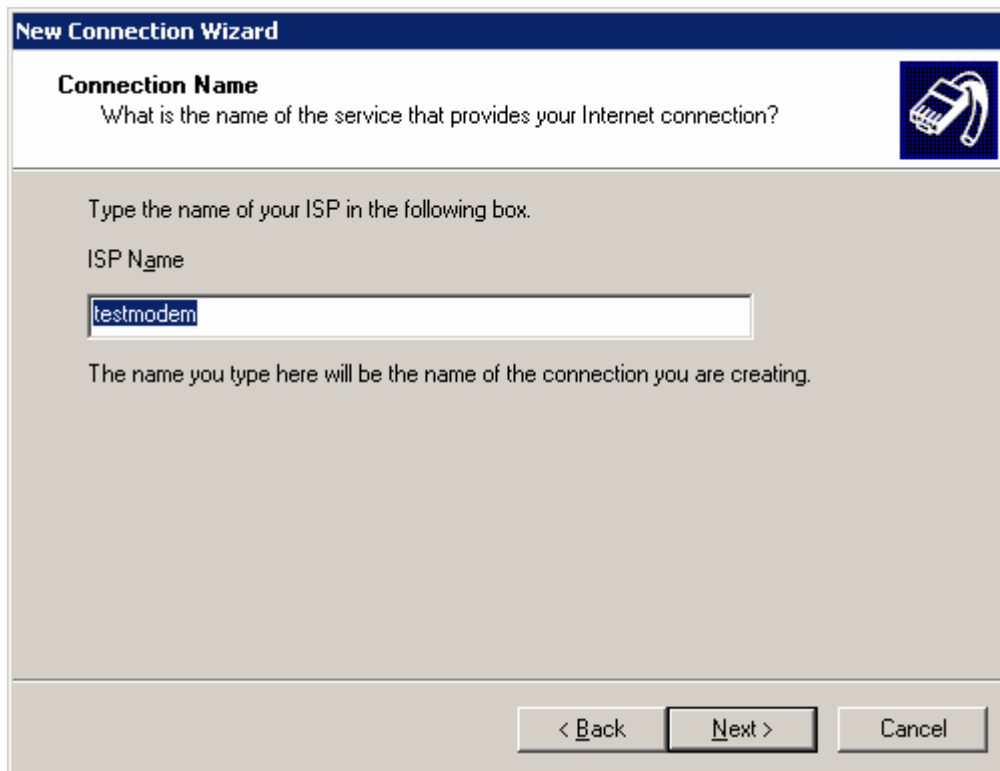 New Connection Wizard
Connection Name
What is the name of the service that provides your Internet connection?
Type the name of your ISP in the following box.
ISP Name
testmodem
The name you type here will be the name of the connection you are creating.
< Back
Next >
Cancel